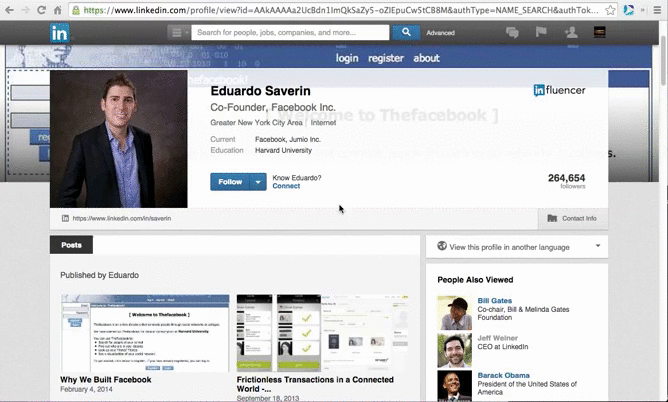 https://www.linkedin.com/profile/view?id=AAkAAAAa2UcBdn1ImQkSaZy5-oZIEpuCw5tCB8M&authType=NAME_SEARCH&authTok
in
Search for people, jobs, companies, and more...
Advanced
login register about
Eduardo Saverin
Co-Founder, Facebook Inc.
Greater New York City Area | Internet
Current Facebook, Jumio Inc.
Education Harvard University
in fluencer
Welcome to Thefacebook ]
Follow
Know Eduardo?
Connect
264,654
followers
https://www.linkedin.com/in/saverin
Contact Info
Posts
View this profile in another language
Published by Eduardo
[ Welcome to Thefacebook ]
Why We Built Facebook
February 4, 2014
Frictionless Transactions in a Connected
World -...
September 18, 2013
People Also Viewed
Bill Gates
Co-chair, Bill & Melinda Gates
Foundation
Jeff Weiner
CEO at LinkedIn
Barack Obama
President of the United States of
America